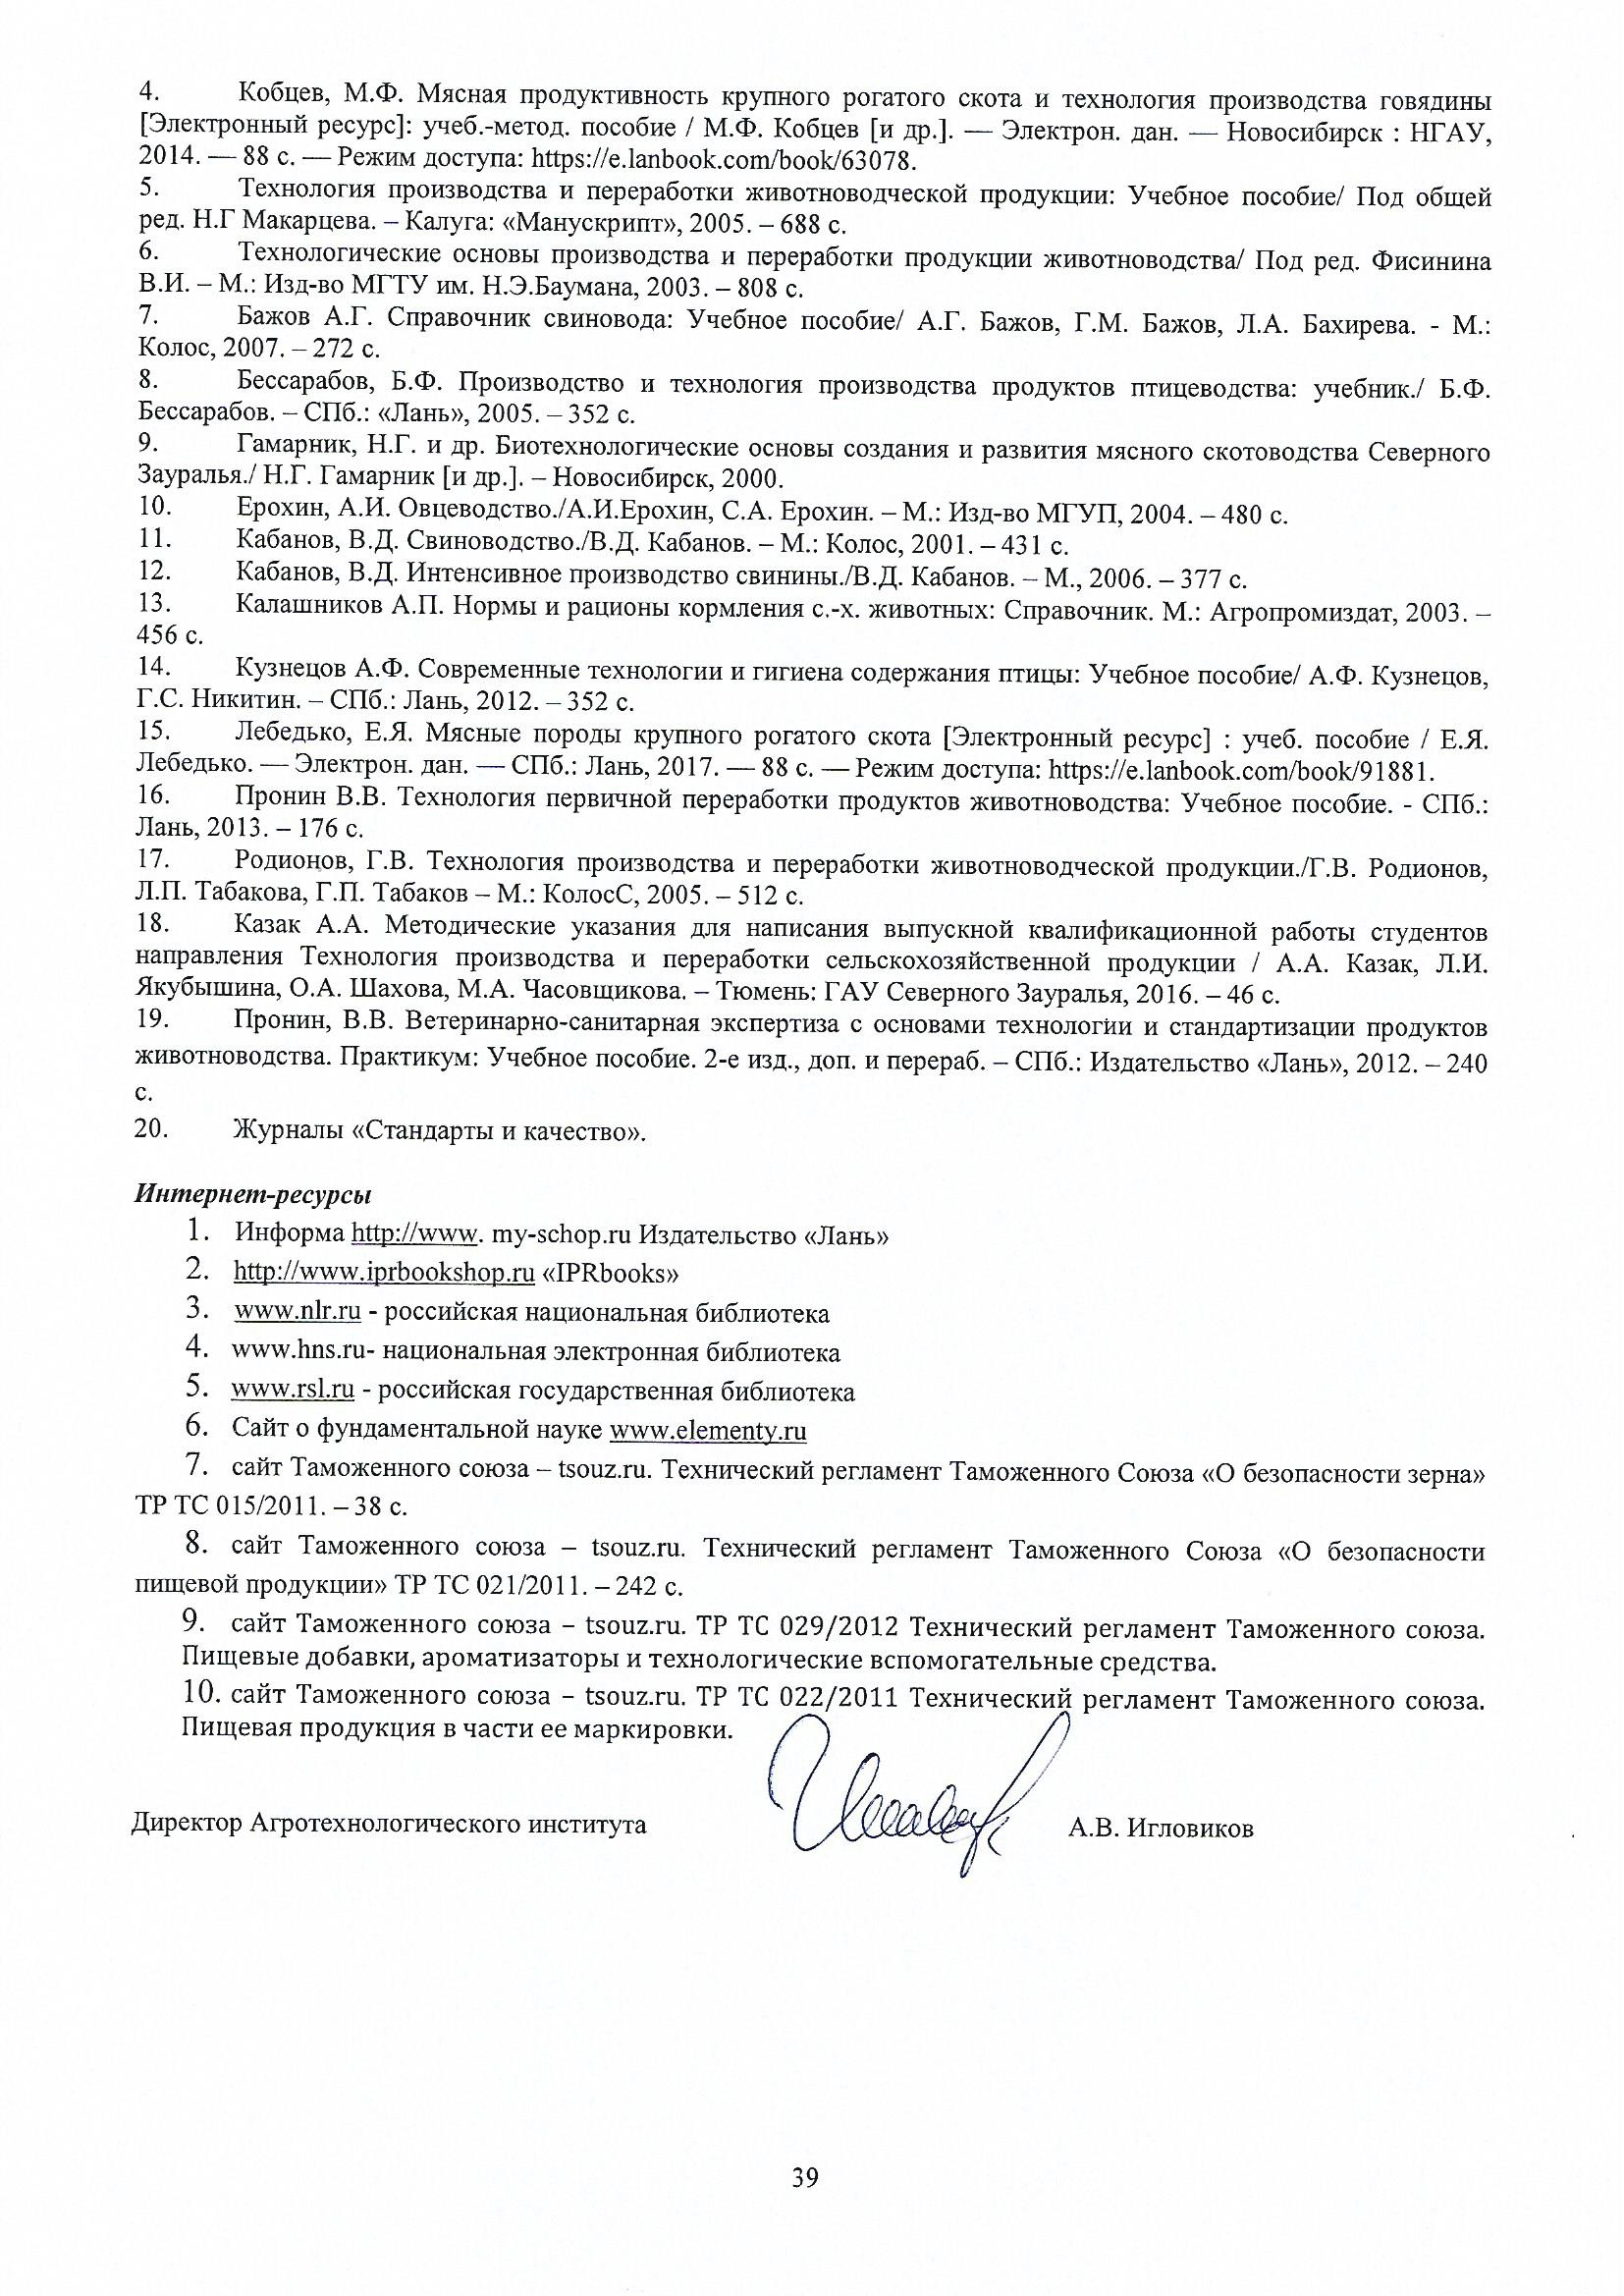 4. Кобцев, М.Ф. Мясная продуктивность крупного рогатого скота и технология производства говядины
[Электронный ресурс]: учеб.-метод. пособие / М.Ф. Кобцев [и др.]. — Электрон. дан. — Новосибирск : НГАУ,
2014. — 88 с. — Режим доступа: https://e.lanbook.com/book/63078.
5. Технология производства и переработки животноводческой продукции: Учебное пособие/ Под общей
ред. Н.Г Макарцева. – Калуга: «Манускрипт», 2005. – 688 с.
6. Технологические основы производства и переработки продукции животноводства/ Под ред. Фисинина
В.И. – М.: Изд-во МГТУ им. Н.Э.Баумана, 2003. – 808 с.
7. Бажов А.Г. Справочник свиновода: Учебное пособие/ А.Г. Бажов, Г.М. Бажов, Л.А. Бахирева. - М.:
Колос, 2007. – 272 с.
8. Бессарабов, Б.Ф. Производство и технология производства продуктов птицеводства: учебник./ Б.Ф.
Бессарабов. – СПб.: «Лань», 2005. – 352 с.
9. Гамарник, Н.Г. и др. Биотехнологические основы создания и развития мясного скотоводства Северного
Зауралья./ Н.Г. Гамарник [и др.]. – Новосибирск, 2000.
10. Ерохин, А.И. Овцеводство./А.И.Ерохин, С.А. Ерохин. – М.: Изд-во МГУП, 2004. – 480 с.
11. Кабанов, В.Д. Свиноводство./В.Д. Кабанов. – М.: Колос, 2001. – 431 с.
12. Кабанов, В.Д. Интенсивное производство свинины./В.Д. Кабанов. – М., 2006. – 377 с.
13. Калашников А.П. Нормы и рационы кормления с.-х. животных: Справочник. М.: Агропромиздат, 2003. –
456 с.
14. Кузнецов А.Ф. Современные технологии и гигиена содержания птицы: Учебное пособие/ А.Ф. Кузнецов,
Г.С. Никитин. – СПб.: Лань, 2012. – 352 с.
15. Лебедько, Е.Я. Мясные породы крупного рогатого скота [Электронный ресурс] : учеб. пособие / Е.Я.
Лебедько. — Электрон. дан. — СПб.: Лань, 2017. — 88 с. — Режим доступа: https://e.lanbook.com/book/91881.
16. Пронин В.В. Технология первичной переработки продуктов животноводства: Учебное пособие. - СПб.:
Лань, 2013. – 176 с.
17. Родионов, Г.В. Технология производства и переработки животноводческой продукции./Г.В. Родионов,
Л.П. Табакова, Г.П. Табаков – М.: КолосС, 2005. – 512 с.
18. Казак А.А. Методические указания для написания выпускной квалификационной работы студентов
направления Технология производства и переработки сельскохозяйственной продукции / А.А. Казак, Л.И.
Якубышина, О.А. Шахова, М.А. Часовщикова. – Тюмень: ГАУ Северного Зауралья, 2016. – 46 с.
19. Пронин, В.В. Ветеринарно-санитарная экспертиза с основами технологии и стандартизации продуктов
животноводства. Практикум: Учебное пособие. 2-е изд., доп. и перераб. – СПб.: Издательство «Лань», 2012. – 240
с.
20. Журналы «Стандарты и качество».
Интернет-ресурсы
1. Информа http://www. my-schop.ru Издательство «Лань»
2. http://www.iprbookshop.ru «IPRbooks»
3. www.nlr.ru - российская национальная библиотека
4. www.hns.ru- национальная электронная библиотека
5. www.rsl.ru - российская государственная библиотека
6. Сайт о фундаментальной науке www.elementy.ru
7. сайт Таможенного союза – tsouz.ru. Технический регламент Таможенного Союза «О безопасности зерна»
ТР ТС 015/2011. – 38 с.
8. сайт Таможенного союза – tsouz.ru. Технический регламент Таможенного Союза «О безопасности
пищевой продукции» ТР ТС 021/2011. – 242 с.
9. сайт Таможенного союза – tsouz.ru. ТР ТС 029/2012 Технический регламент Таможенного союза.
Пищевые добавки, ароматизаторы и технологические вспомогательные средства.
10. сайт Таможенного союза – tsouz.ru. ТР ТС 022/2011 Технический регламент Таможенного союза.
Пищевая продукция в части ее маркировки.
Директор Агротехнологического института А.В. Игловиков
39